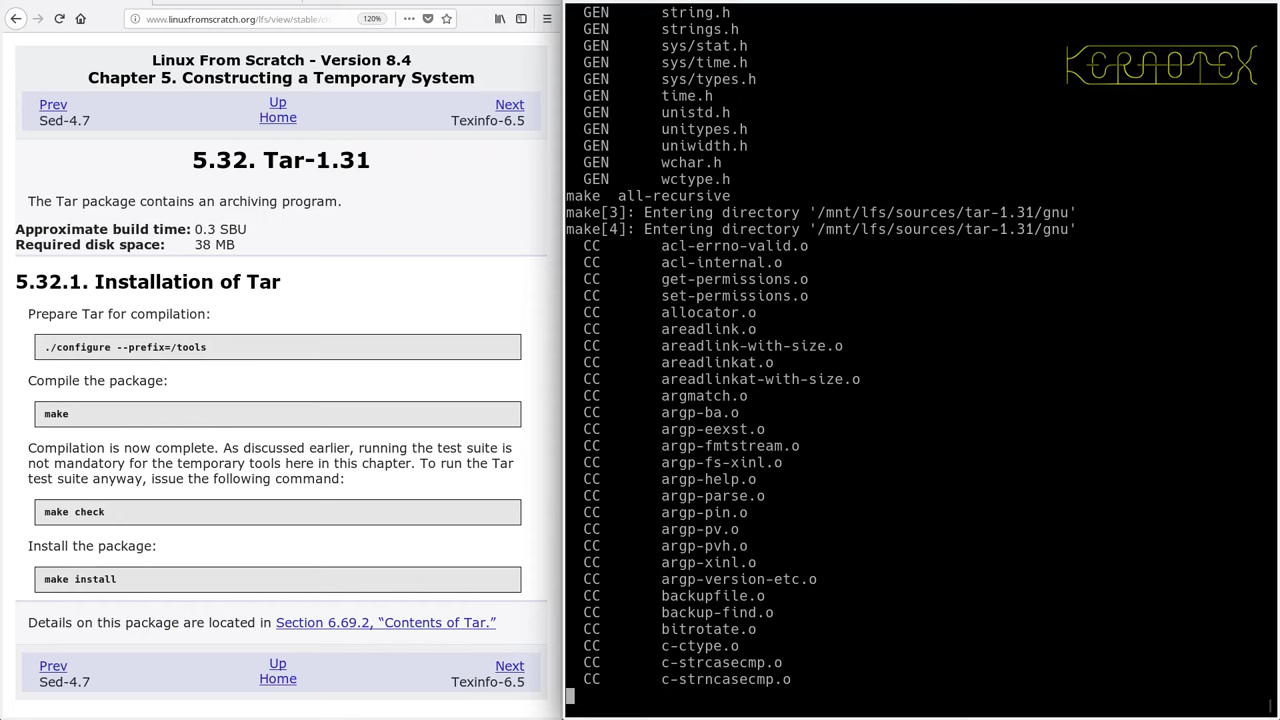 www.linuxfromscratch.org/lfs/view/stable/ch
120%
Linux From Scratch - Version 8.4
Chapter 5. Constructing a Temporary System
Prev
Up
Next
Sed-4.7
Home
Texinfo-6.5
5.32. Tar-1.31
The Tar package contains an archiving program.
Approximate build time: 0.3 SBU
Required disk space: 38 MB
5.32.1. Installation of Tar
Prepare Tar for compilation:
./configure --prefix=/tools
Compile the package:
make
Compilation is now complete. As discussed earlier, running the test suite is
not mandatory for the temporary tools here in this chapter. To run the Tar
test suite anyway, issue the following command:
make check
Install the package:
make install
Details on this package are located in Section 6.69.2, “Contents of Tar.”
Prev
Up
Next
Sed-4.7
Home
Texinfo-6.5
GEN string.h
GEN strings.h
GEN sys/stat.h
GEN sys/time.h
GEN sys/types.h
GEN time.h
GEN unistd.h
GEN unitypes.h
GEN uniwidth.h
GEN wchar.h
GEN wctype.h
make all-recursive
make[3]: Entering directory '/mnt/lfs/sources/tar-1.31/gnu'
make[4]: Entering directory '/mnt/lfs/sources/tar-1.31/gnu'
CC acl-errno-valid.o
CC acl-internal.o
CC get-permissions.o
CC set-permissions.o
CC allocator.o
CC areadlink.o
CC areadlink-with-size.o
CC areadlinkat.o
CC areadlinkat-with-size.o
CC argmatch.o
CC argp-ba.o
CC argp-eexst.o
CC argp-fmtstream.o
CC argp-fs-xinl.o
CC argp-help.o
CC argp-parse.o
CC argp-pin.o
CC argp-pv.o
CC argp-pvh.o
CC argp-xinl.o
CC argp-version-etc.o
CC backupfile.o
CC backup-find.o
CC bitrotate.o
CC c-ctype.o
CC c-strcasecmp.o
CC c-strncasecmp.o
KERAOTEX